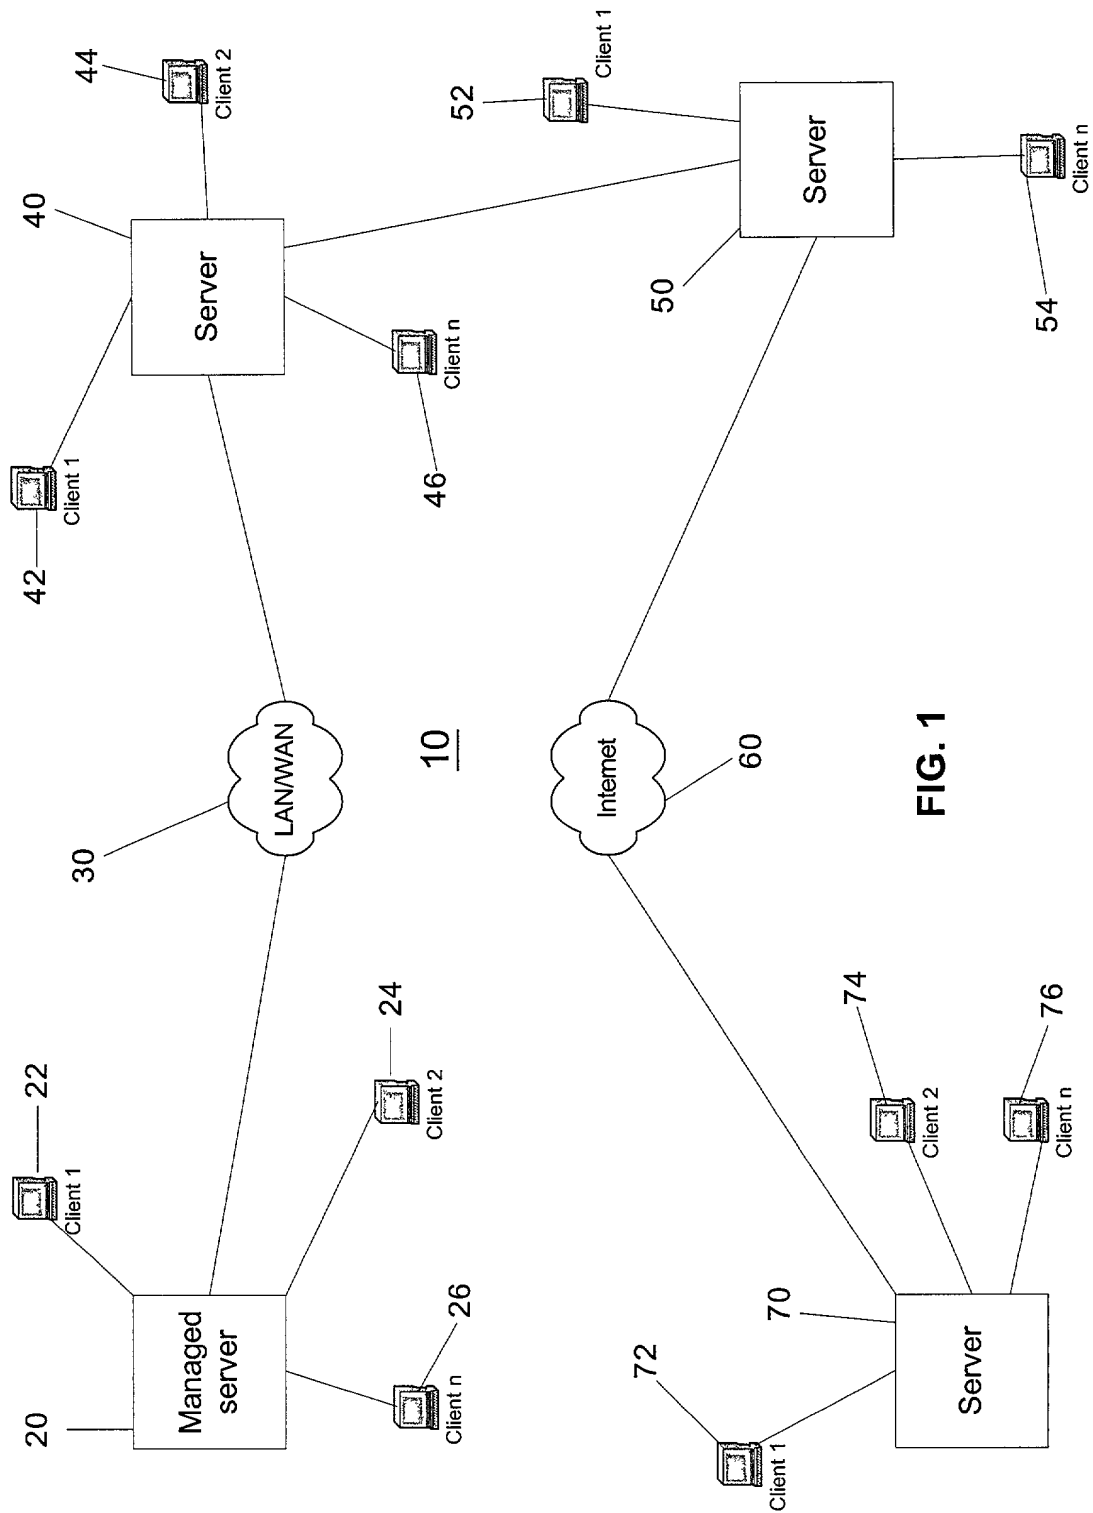 20
Managed
server
22
Client 1
24
Client 2
26
Client n
30
LAN/WAN
42
Client 1
40
Server
44
Client 2
46
Client n
10
72
Client 1
70
Server
74
Client 2
76
Client n
60
Internet
50
Server
52
Client 1
54
Client n
FIG. 1